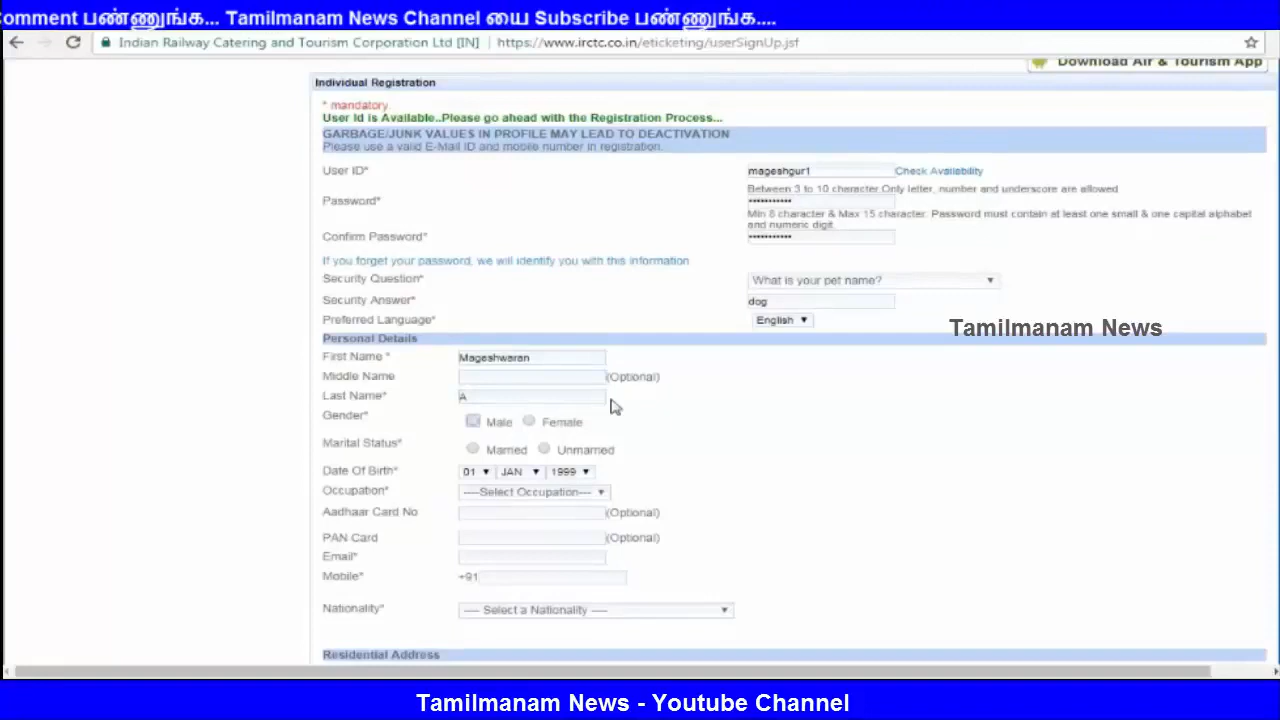 omment பண்ணுங்க... Tamilmanam News Channel யை Subscribe பண்ணுங்க....
Indian Railway Catering and Tourism Corporation Ltd [IN] | https://www.irctc.co.in/eticketing/userSignUp.jsf
Download Air & Tourism App
Individual Registration
* mandatory
User Id is Available..Please go ahead with the Registration Process...
GARBAGE/JUNK VALUES IN PROFILE MAY LEAD TO DEACTIVATION
Please use a valid E-Mail ID and mobile number in registration.
User ID* mageshgur1 Check Availability
Between 3 to 10 character.Only letter, number and underscore are allowed
Password* •••••••••••
Min 8 character & Max 15 character. Password must contain at least one small & one capital alphabet
and numeric digit.
Confirm Password* •••••••••••
If you forget your password, we will identify you with this information
Security Question* What is your pet name?
Security Answer* dog
Preferred Language* English
Tamilmanam News
Personal Details
First Name * Mageshwaran
Middle Name (Optional)
Last Name* A
Gender* Male Female
Marital Status* Married Unmarried
Date Of Birth* 01 JAN 1999
Occupation* ----Select Occupation----
Aadhaar Card No (Optional)
PAN Card (Optional)
Email*
Mobile* +91
Nationality* ---- Select a Nationality ----
Residential Address
Tamilmanam News - Youtube Channel